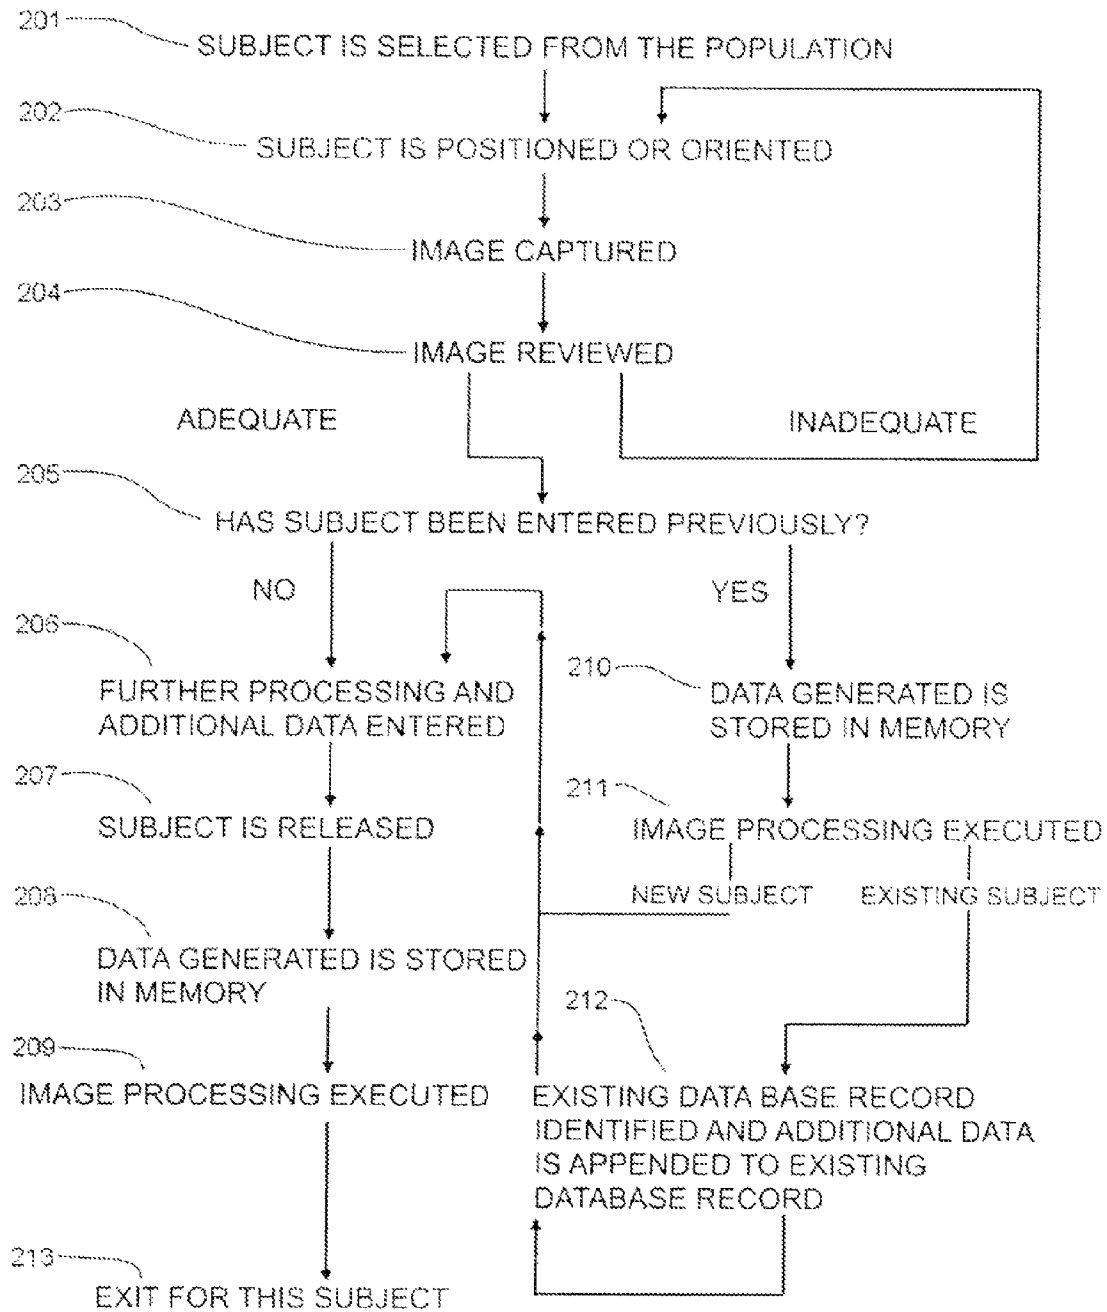 201
SUBJECT IS SELECTED FROM THE POPULATION
202
SUBJECT IS POSITIONED OR ORIENTED
203
IMAGE CAPTURED
204
IMAGE REVIEWED
ADEQUATE
INADEQUATE
205
HAS SUBJECT BEEN ENTERED PREVIOUSLY?
NO
YES
206
FURTHER PROCESSING AND
ADDITIONAL DATA ENTERED
210
DATA GENERATED IS
STORED IN MEMORY
207
SUBJECT IS RELEASED
211
IMAGE PROCESSING EXECUTED
NEW SUBJECT
EXISTING SUBJECT
208
DATA GENERATED IS STORED
IN MEMORY
209
IMAGE PROCESSING EXECUTED
212
EXISTING DATA BASE RECORD
IDENTIFIED AND ADDITIONAL DATA
IS APPENDED TO EXISTING
DATABASE RECORD
213
EXIT FOR THIS SUBJECT